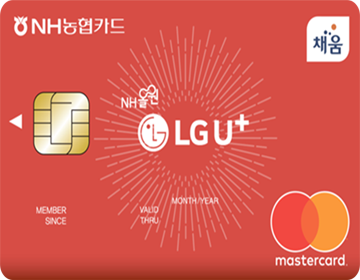 NH농협카드
채움
NH올원
LG U+
MONTH/YEAR
MEMBER
SINCE
VALID
THRU
mastercard.